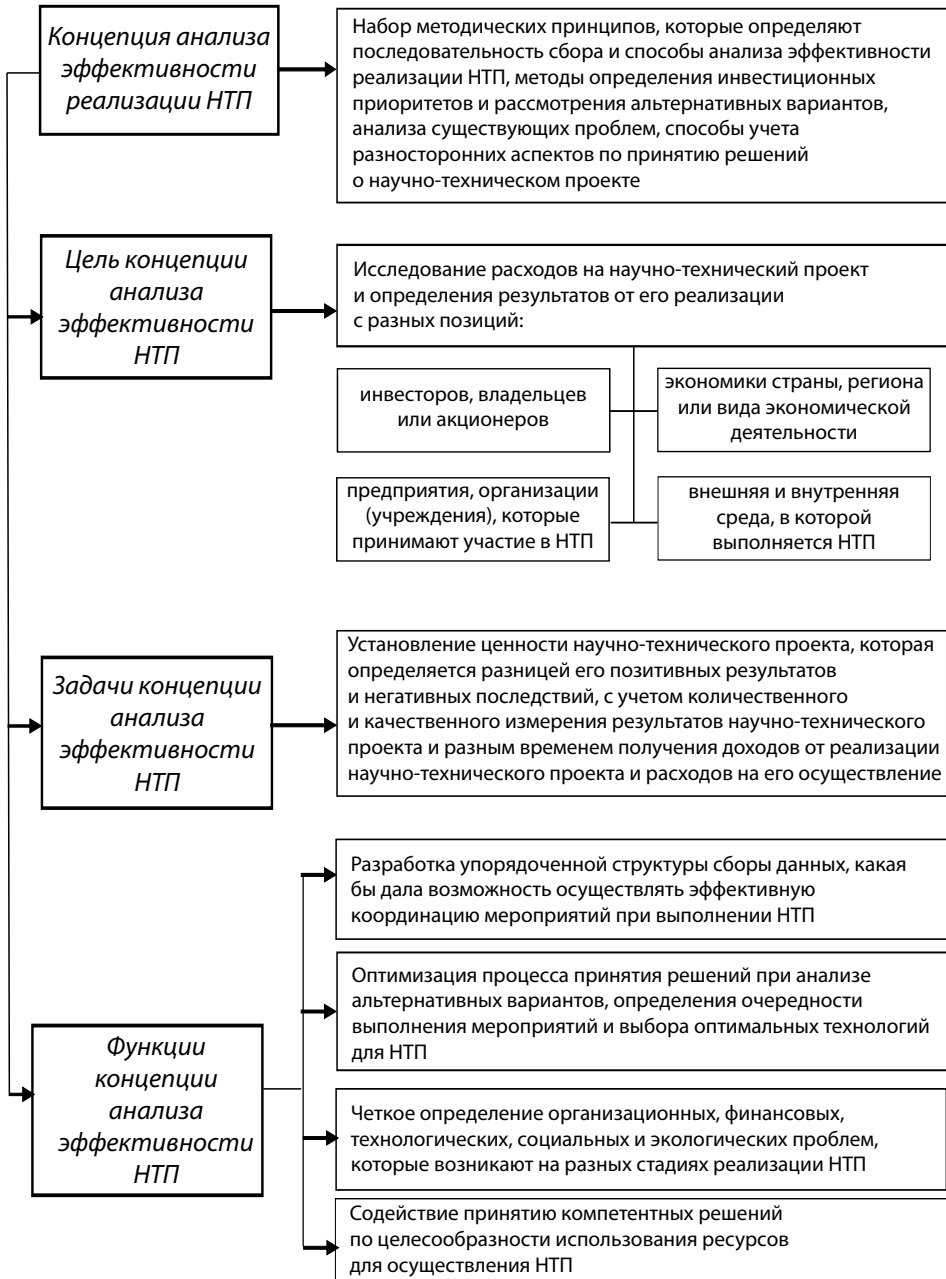 Концепция анализа
эффективности
реализации НТП
Набор методических принципов, которые определяют
последовательность сбора и способы анализа эффективности
реализации НТП, методы определения инвестиционных
приоритетов и рассмотрения альтернативных вариантов,
анализа существующих проблем, способы учета
разносторонних аспектов по принятию решений
о научно-техническом проекте
Цель концепции
анализа
эффективности
НТП
Исследование расходов на научно-технический проект
и определения результатов от его реализации
с разных позиций:
инвесторов, владельцев
или акционеров
экономики страны, региона
или вида экономической
деятельности
предприятия, организации
(учреждения), которые
принимают участие в НТП
внешняя и внутренняя
среда, в которой
выполняется НТП
Задачи концепции
анализа
эффективности
НТП
Установление ценности научно-технического проекта, которая
определяется разницей его позитивных результатов
и негативных последствий, с учетом количественного
и качественного измерения результатов научно-технического
проекта и разным временем получения доходов от реализации
научно-технического проекта и расходов на его осуществление
Функции
концепции
анализа
эффективности
НТП
Разработка упорядоченной структуры сборы данных, какая
бы дала возможность осуществлять эффективную
координацию мероприятий при выполнении НТП
Оптимизация процесса принятия решений при анализе
альтернативных вариантов, определения очередности
выполнения мероприятий и выбора оптимальных технологий
для НТП
Четкое определение организационных, финансовых,
технологических, социальных и экологических проблем,
которые возникают на разных стадиях реализации НТП
Содействие принятию компетентных решений
по целесообразности использования ресурсов
для осуществления НТП